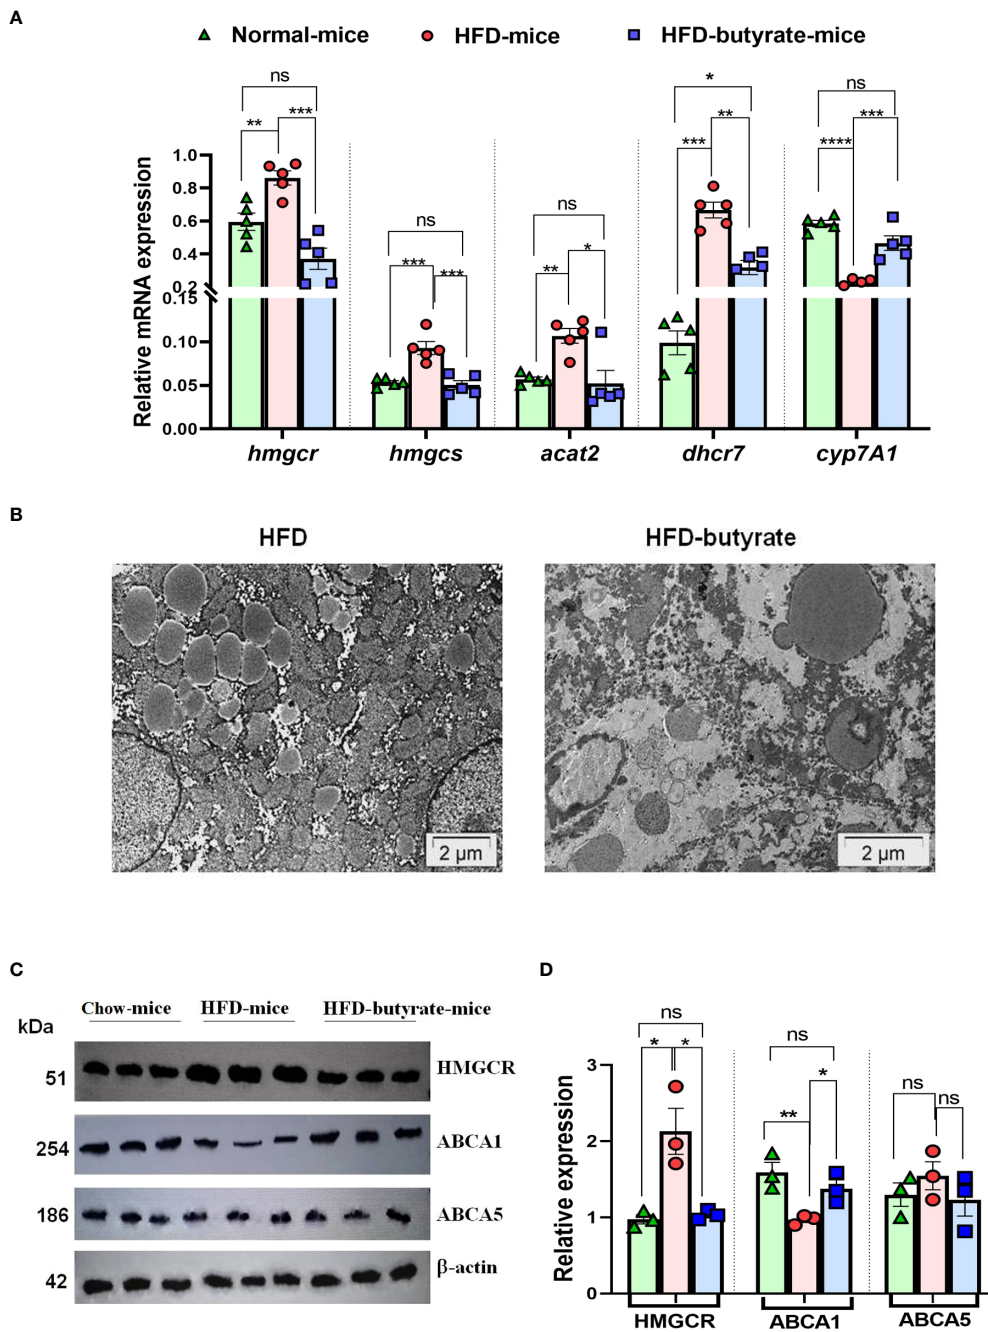 A
Normal-mice HFD-mice HFD-butyrate-mice
ns
** ***
ns
*** ***
ns
** *
*
*** **
ns
**** ***
Relative mRNA expression
1.0
0.8
0.6
0.4
0.2
0.15
0.10
0.05
0.00
hmgcr hmgcs acat2 dhcr7 cyp7A1
B
HFD HFD-butyrate
2 µm 2 µm
C
Chow-mice HFD-mice HFD-butyrate-mice
kDa
51 HMGCR
254 ABCA1
186 ABCA5
42 β-actin
D
ns
* *
ns
** *
ns ns
Relative expression
3
2
1
0
HMGCR ABCA1 ABCA5